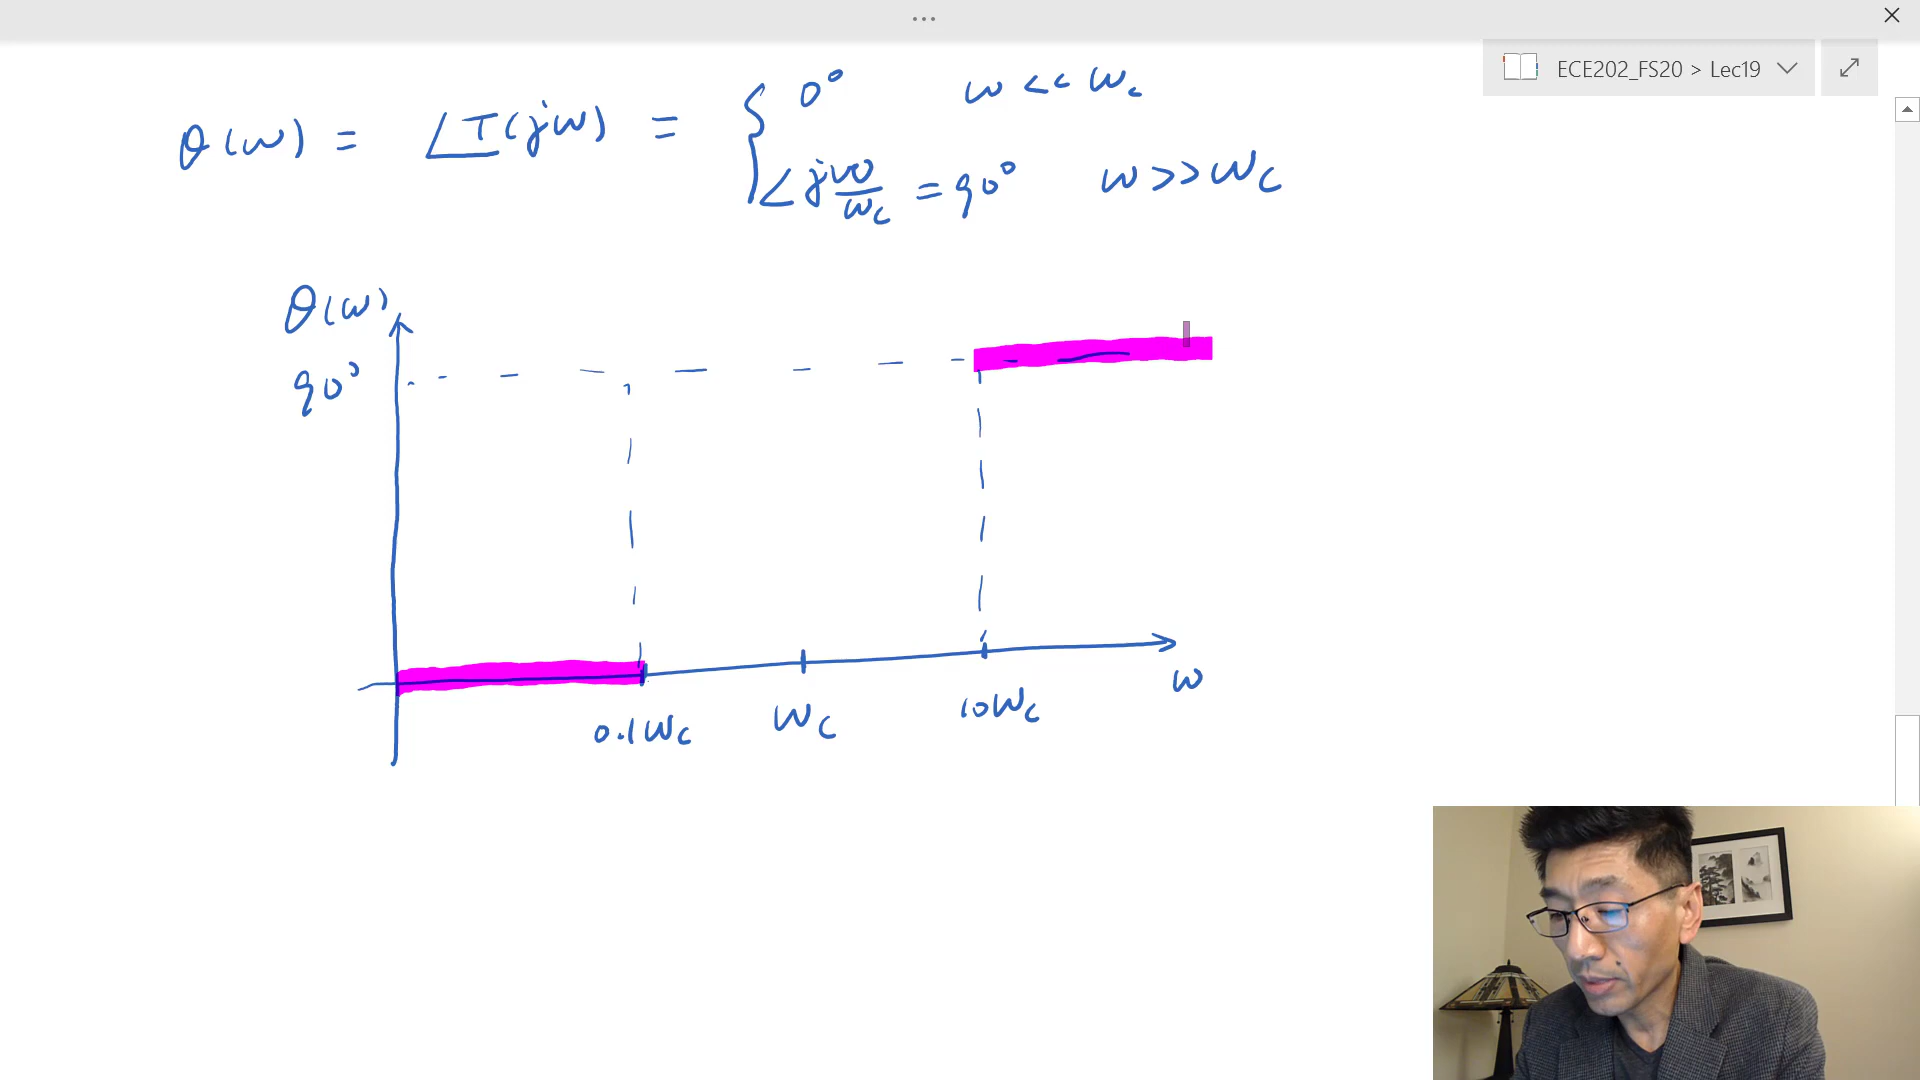 ECE202_FS20 > Lec19
θ(ω) = ∠T(jω) = { 0° ω << ωc
∠jω/ωc = 90° ω >> ωc
θ(ω)
90°
0.1ωc ωc 10ωc ω